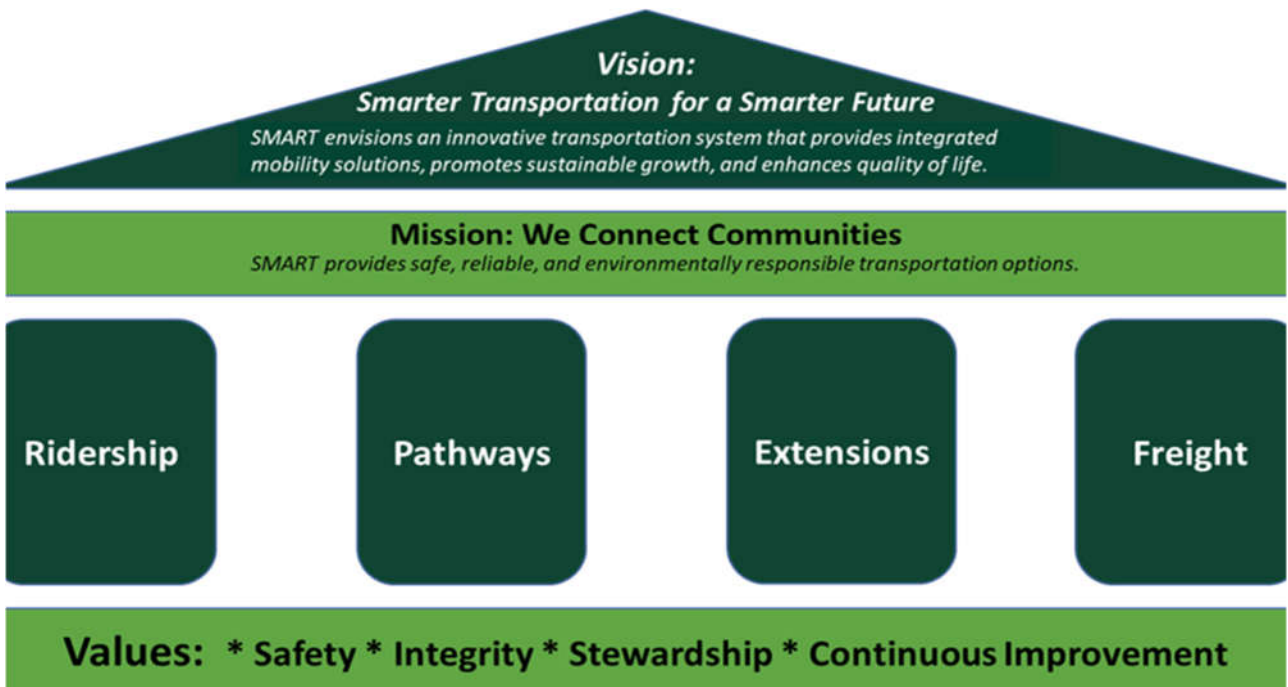 Vision:
Smarter Transportation for a Smarter Future
SMART envisions an innovative transportation system that provides integrated
mobility solutions, promotes sustainable growth, and enhances quality of life.
Mission: We Connect Communities
SMART provides safe, reliable, and environmentally responsible transportation options.
Ridership
Pathways
Extensions
Freight
Values: * Safety * Integrity * Stewardship * Continuous Improvement